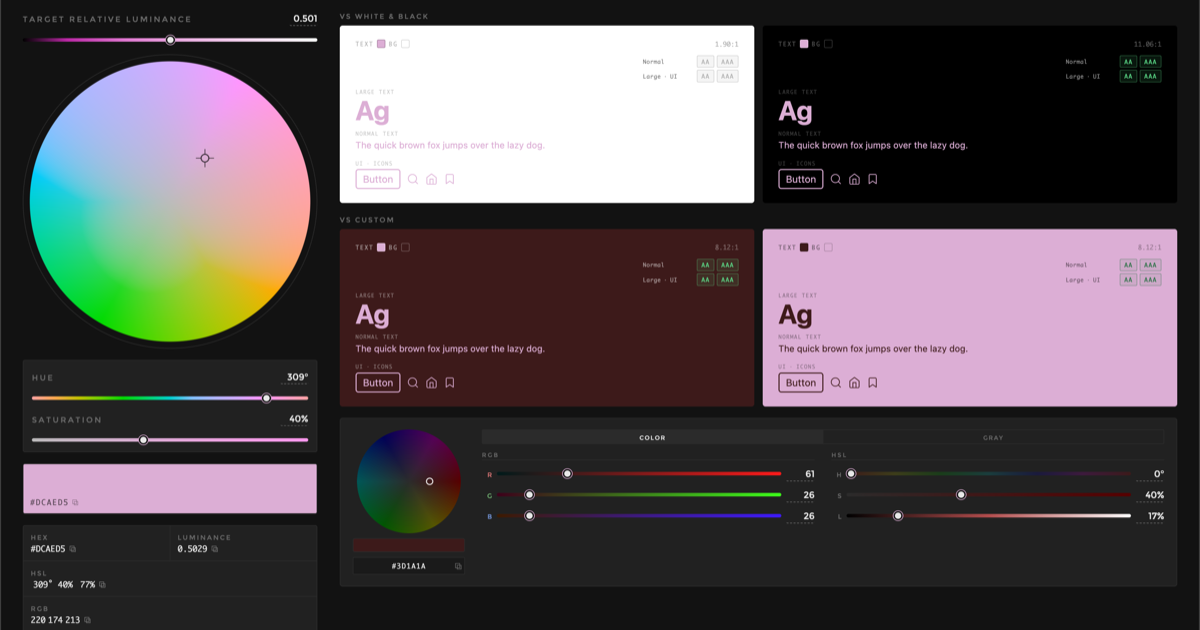 TARGET RELATIVE LUMINANCE 0.501
HUE 309°
SATURATION 40%
#DCAED5
HEX
#DCAED5
LUMINANCE
0.5029
HSL
309° 40% 77%
RGB
220 174 213
VS WHITE & BLACK
TEXT BG 1.90:1
Normal AA AAA
Large · UI AA AAA
LARGE TEXT
Ag
NORMAL TEXT
The quick brown fox jumps over the lazy dog.
UI · ICONS
Button
TEXT BG 11.06:1
Normal AA AAA
Large · UI AA AAA
LARGE TEXT
Ag
NORMAL TEXT
The quick brown fox jumps over the lazy dog.
UI · ICONS
Button
VS CUSTOM
TEXT BG 8.12:1
Normal AA AAA
Large · UI AA AAA
LARGE TEXT
Ag
NORMAL TEXT
The quick brown fox jumps over the lazy dog.
UI · ICONS
Button
TEXT BG 8.12:1
Normal AA AAA
Large · UI AA AAA
LARGE TEXT
Ag
NORMAL TEXT
The quick brown fox jumps over the lazy dog.
UI · ICONS
Button
#3D1A1A
COLOR GRAY
RGB
R 61
G 26
B 26
HSL
H 0°
S 40%
L 17%